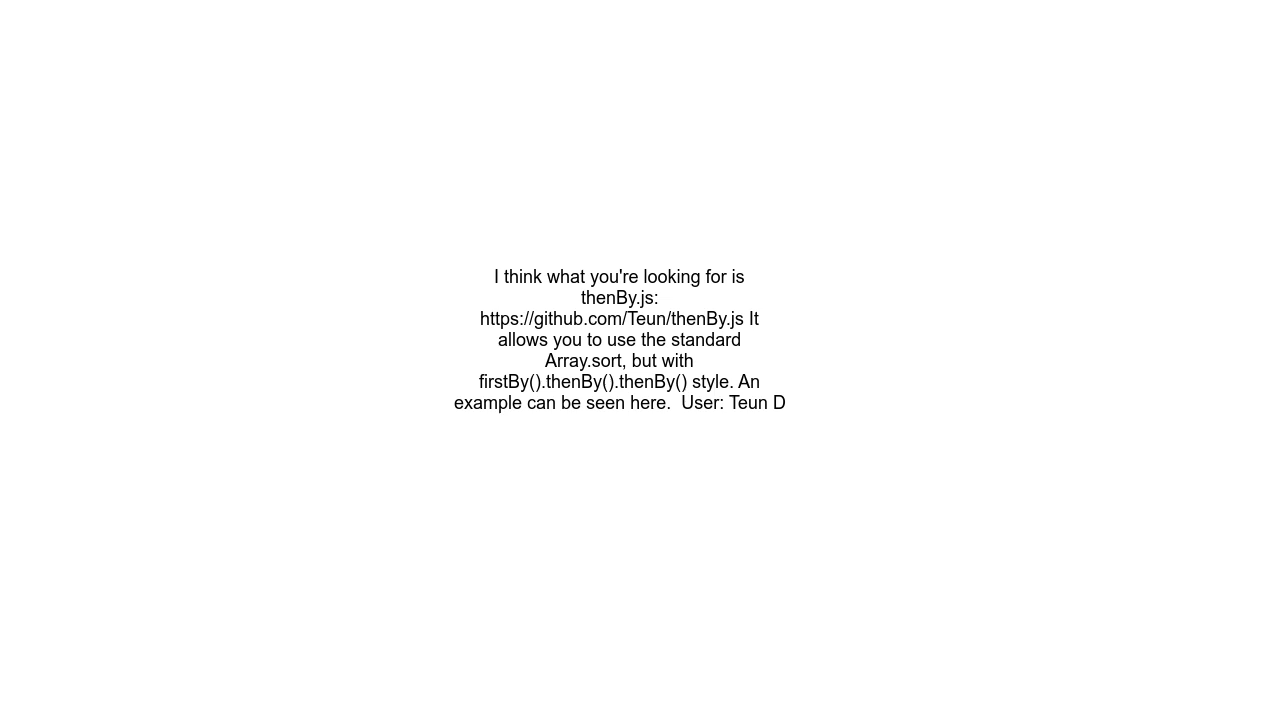 I think what you're looking for is
thenBy.js:
https://github.com/Teun/thenBy.js It
allows you to use the standard
Array.sort, but with
firstBy().thenBy().thenBy() style. An
example can be seen here.  User: Teun D